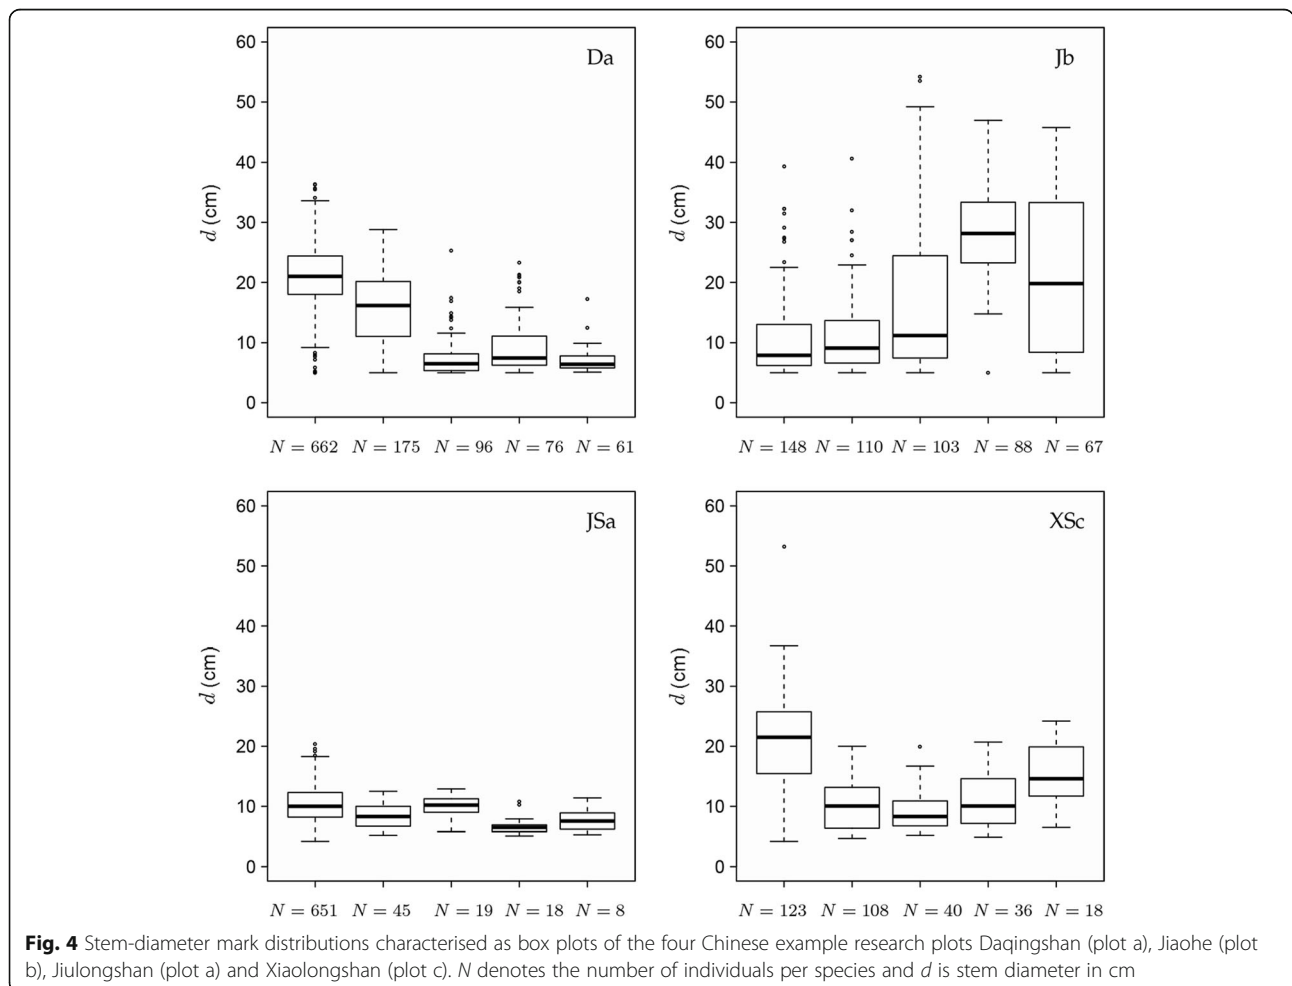 60
Da
50
40
30
20
10
0
d (cm)
N = 662 N = 175 N = 96 N = 76 N = 61
60
Jb
50
40
30
20
10
0
d (cm)
N = 148 N = 110 N = 103 N = 88 N = 67
60
JSa
50
40
30
20
10
0
d (cm)
N = 651 N = 45 N = 19 N = 18 N = 8
60
XSc
50
40
30
20
10
0
d (cm)
N = 123 N = 108 N = 40 N = 36 N = 18
Fig. 4 Stem-diameter mark distributions characterised as box plots of the four Chinese example research plots Daqingshan (plot a), Jiaohe (plot
b), Jiulongshan (plot a) and Xiaolongshan (plot c). N denotes the number of individuals per species and d is stem diameter in cm